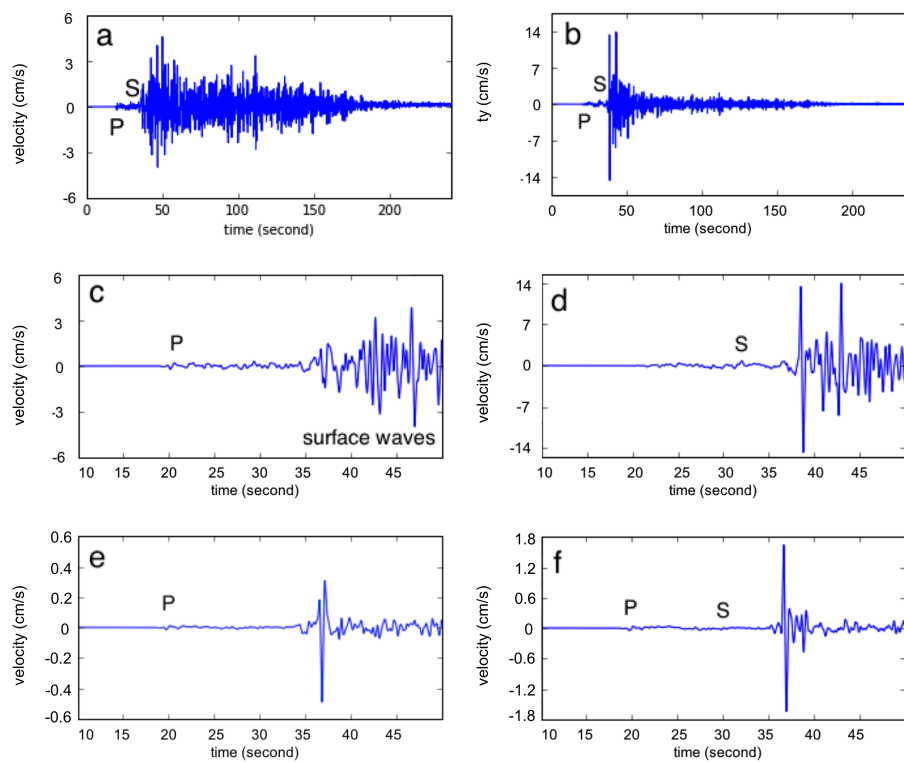 6
3
0
-3
-6
velocity (cm/s)
a
S
P
0
50
100
150
200
time (second)
14
7
0
-7
-14
ty (cm/s)
b
S
P
0
50
100
150
200
time (second)
6
3
0
-3
-6
velocity (cm/s)
c
P
surface waves
10
15
20
25
30
35
40
45
time (second)
14
7
0
-7
-14
velocity (cm/s)
d
S
10
15
20
25
30
35
40
45
time (second)
0.6
0.4
0.2
0
-0.2
-0.4
-0.6
velocity (cm/s)
e
P
10
15
20
25
30
35
40
45
time (second)
1.8
1.2
0.6
0
-0.6
-1.2
-1.8
velocity (cm/s)
f
P
S
10
15
20
25
30
35
40
45
time (second)